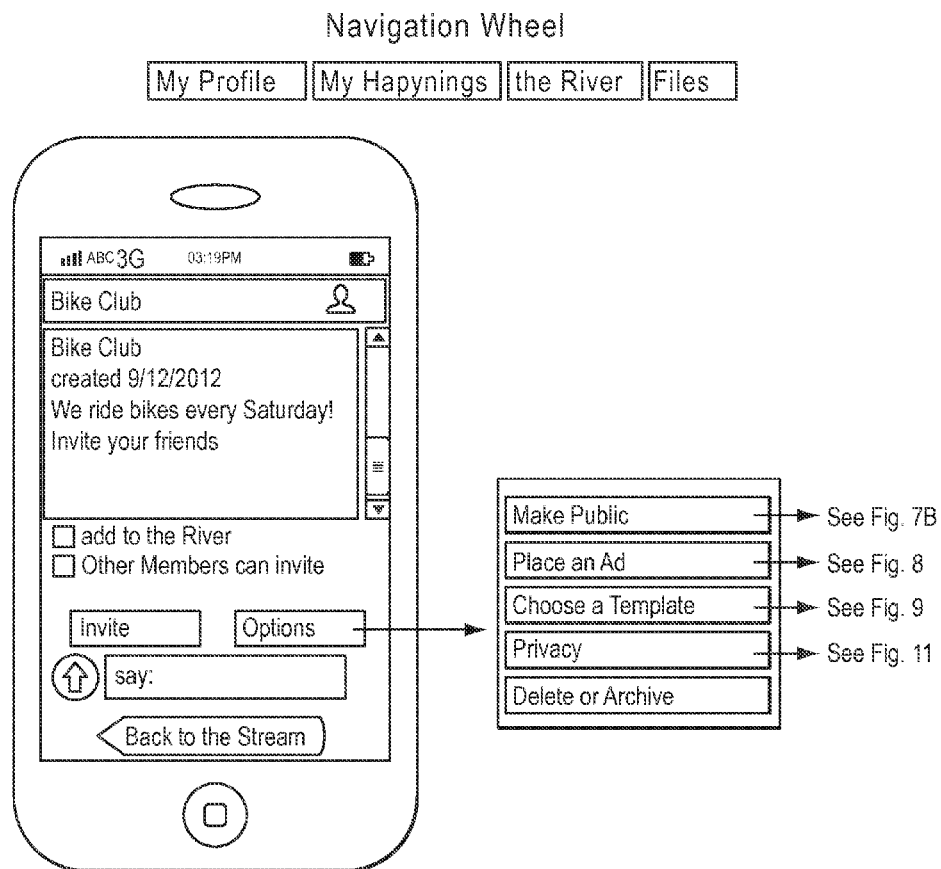 Navigation Wheel
My Profile My Hapynings the River Files
ABC 3G 03:19PM
Bike Club
Bike Club
created 9/12/2012
We ride bikes every Saturday!
Invite your friends
add to the River
Other Members can invite
Invite Options
say:
Back to the Stream
Make Public See Fig. 7B
Place an Ad See Fig. 8
Choose a Template See Fig. 9
Privacy See Fig. 11
Delete or Archive